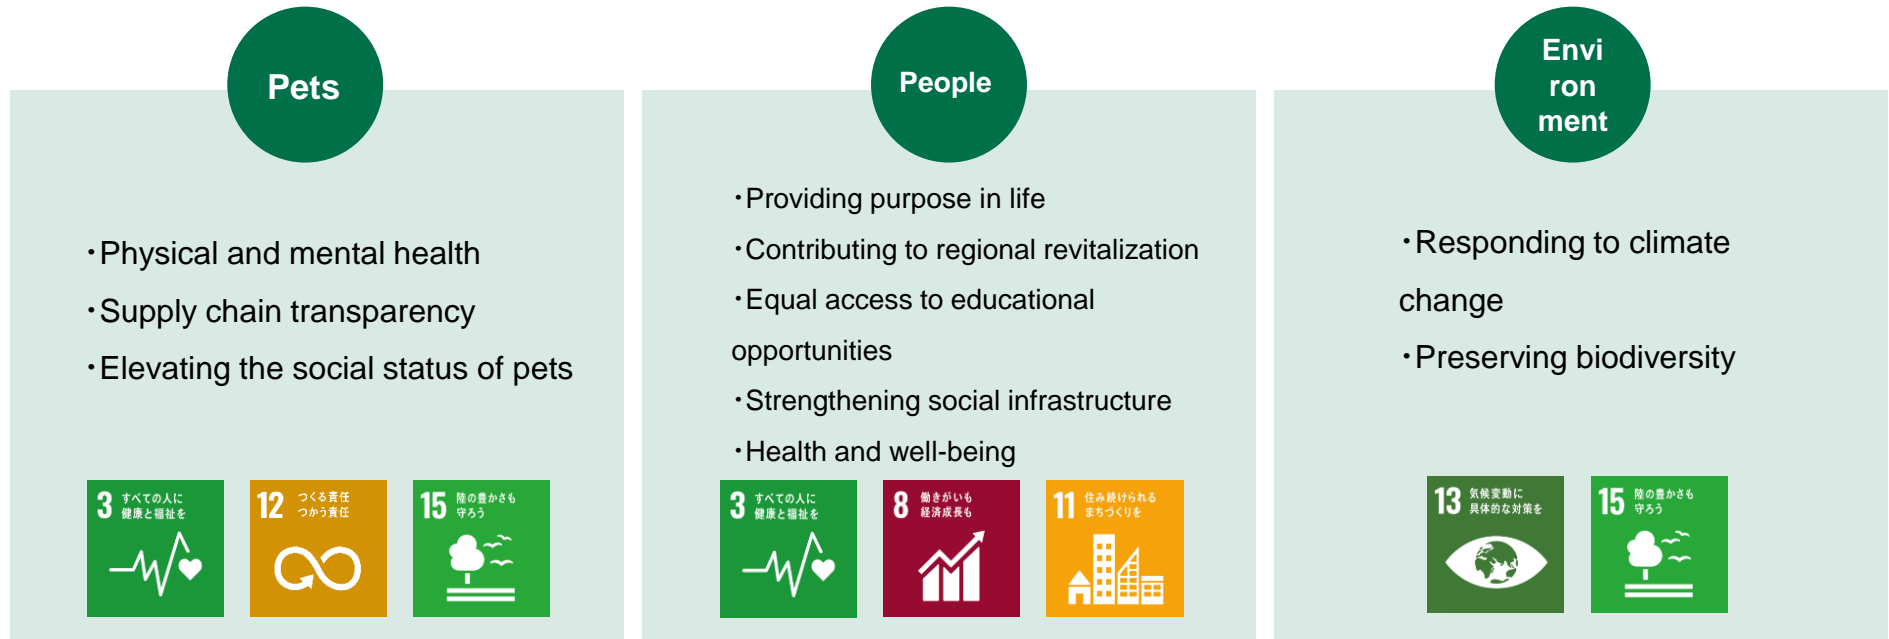 Pets
・Physical and mental health
・Supply chain transparency
・Elevating the social status of pets
3 すべての人に
健康と福祉を
12 つくる責任
つかう責任
15 陸の豊かさも
守ろう
People
・Providing purpose in life
・Contributing to regional revitalization
・Equal access to educational
opportunities
・Strengthening social infrastructure
・Health and well-being
3 すべての人に
健康と福祉を
8 働きがいも
経済成長も
11 住み続けられる
まちづくりを
Envi
ron
ment
・Responding to climate
change
・Preserving biodiversity
13 気候変動に
具体的な対策を
15 陸の豊かさも
守ろう